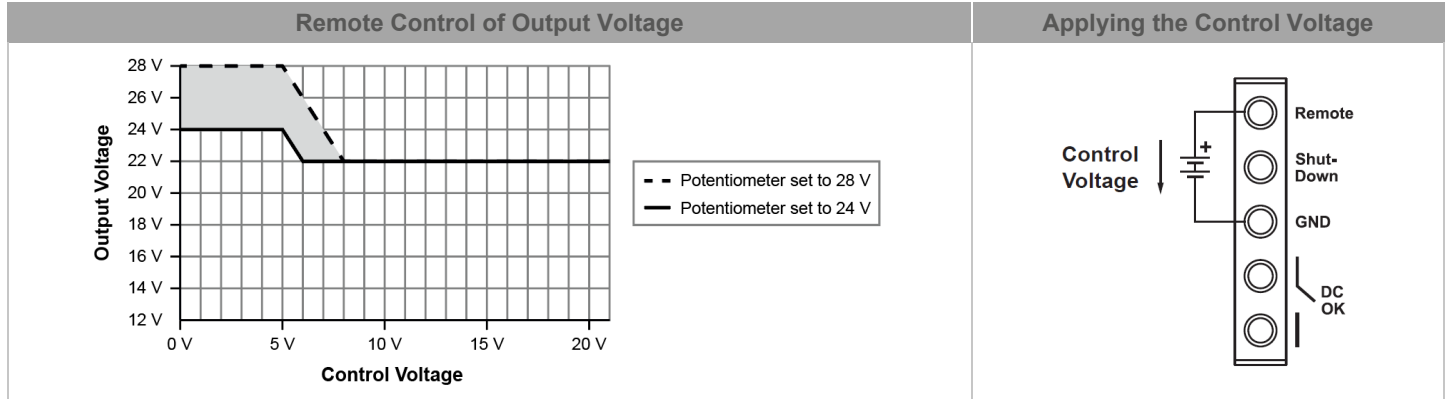 Remote Control of Output Voltage
Applying the Control Voltage
28 V
26 V
24 V
22 V
20 V
18 V
16 V
14 V
12 V
Output Voltage
0 V
5 V
10 V
15 V
20 V
Control Voltage
Potentiometer set to 28 V
Potentiometer set to 24 V
Control
Voltage
+
Remote
Shut-
Down
GND
DC
OK